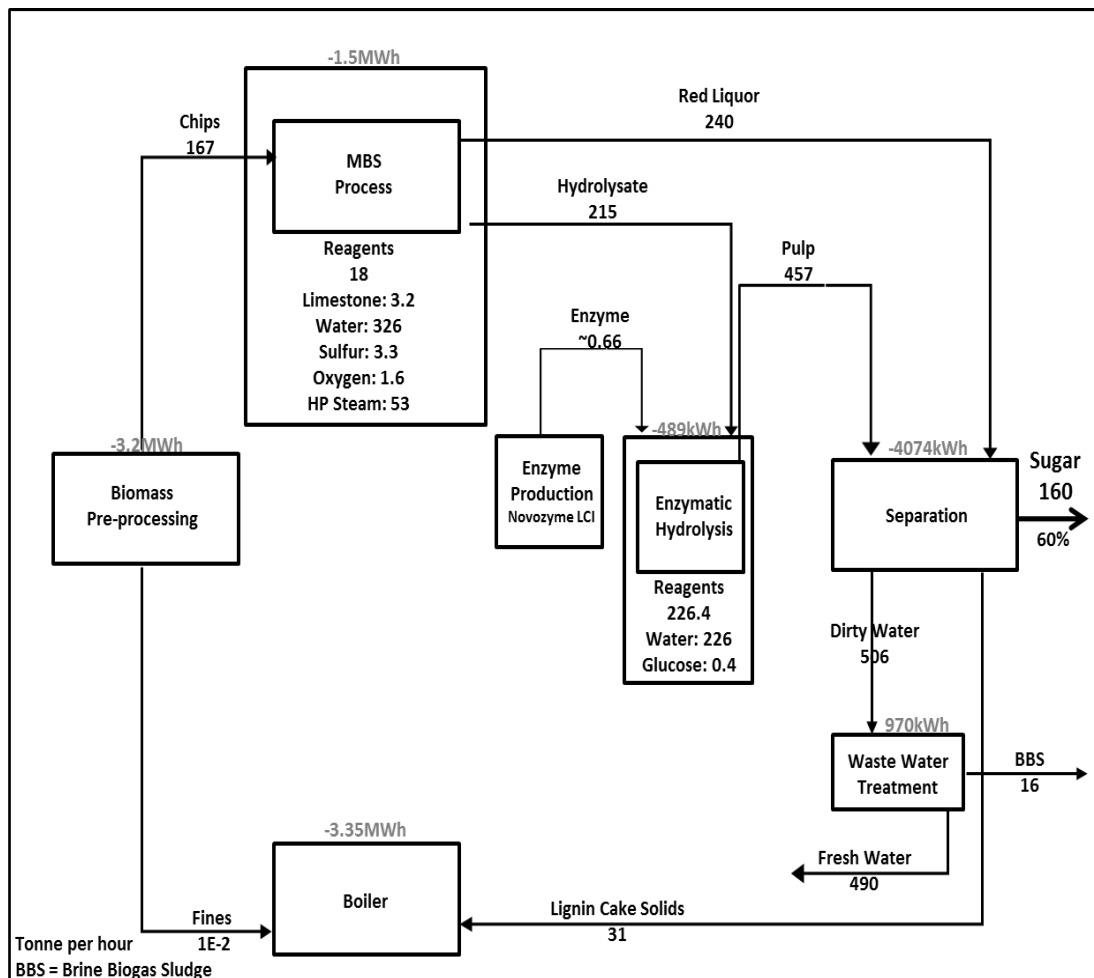 -1.5MWh
Red Liquor
240
Chips
167
MBS
Process
Hydrolysate
215
Reagents
18
Limestone: 3.2
Water: 326
Sulfur: 3.3
Oxygen: 1.6
HP Steam: 53
Pulp
457
Enzyme
~0.66
-3.2MWh
Biomass
Pre-processing
Enzyme
Production
Novozyme LCI
-489kWh
Enzymatic
Hydrolysis
Reagents
226.4
Water: 226
Glucose: 0.4
-4074kWh
Separation
Sugar
160
60%
Dirty Water
506
970kWh
Waste Water
Treatment
BBS
16
Fresh Water
490
-3.35MWh
Boiler
Fines
1E-2
Lignin Cake Solids
31
Tonne per hour
BBS = Brine Biogas Sludge